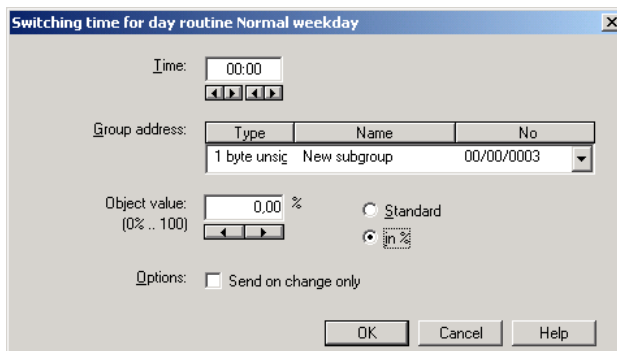 Switching time for day routine Normal weekday
Time: 00:00
Group address: Type Name No
1 byte unsig New subgroup 00/00/0003
Object value: 0,00 % Standard
(0% .. 100) in %
Options: Send on change only
OK Cancel Help